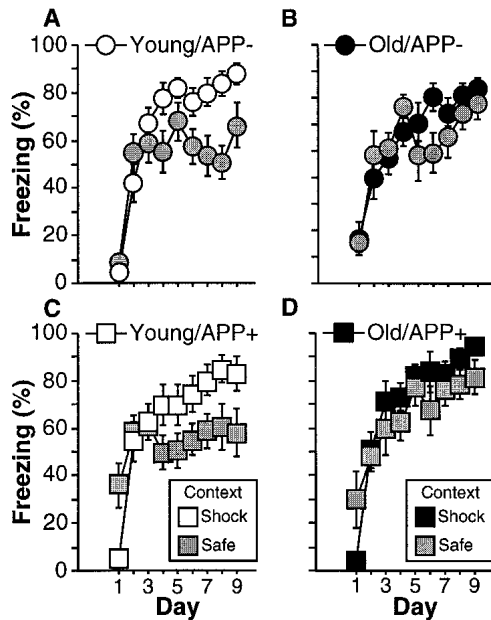 A
Young/APP-
B
Old/APP-
100
80
60
40
20
0
Freezing (%)
C
Young/APP+
D
Old/APP+
100
80
60
40
20
0
Freezing (%)
Context
Shock
Safe
Context
Shock
Safe
1 3 5 7 9
1 3 5 7 9
Day
Day